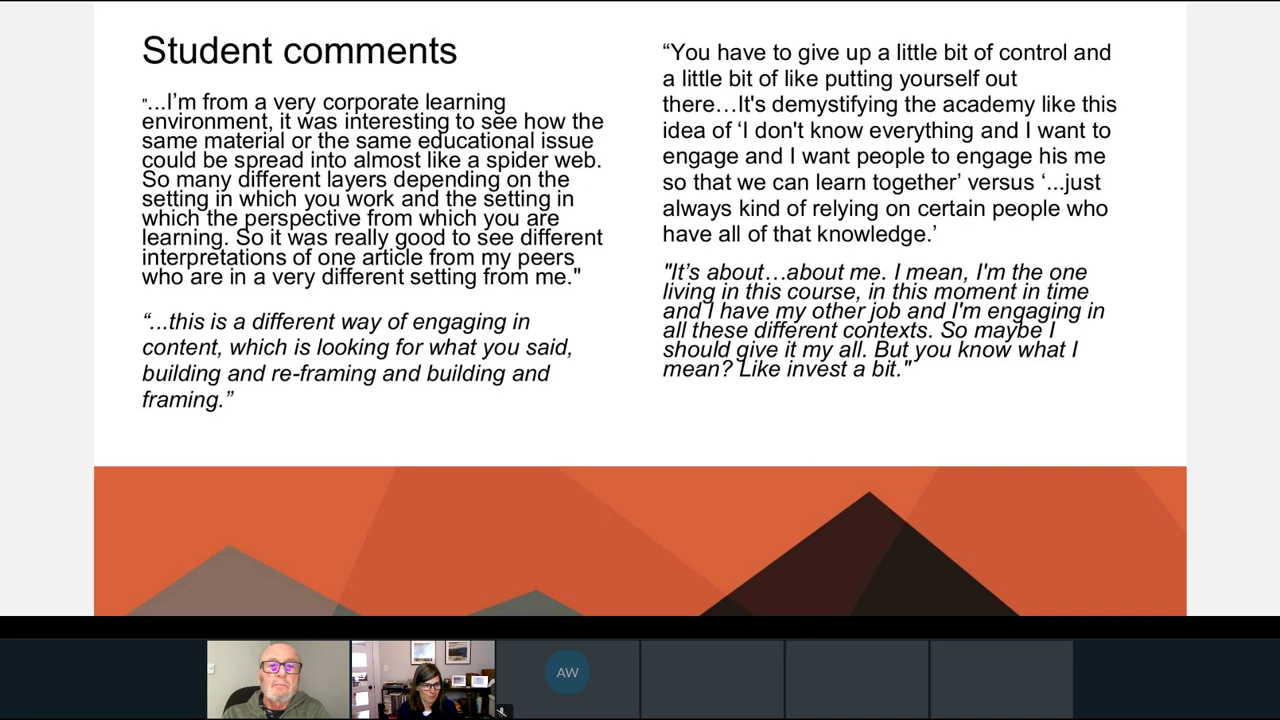 Student comments
"...I’m from a very corporate learning
environment, it was interesting to see how the
same material or the same educational issue
could be spread into almost like a spider web.
So many different layers depending on the
setting in which you work and the setting in
which the perspective from which you are
learning. So it was really good to see different
interpretations of one article from my peers
who are in a very different setting from me."
“...this is a different way of engaging in
content, which is looking for what you said,
building and re-framing and building and
framing.”
“You have to give up a little bit of control and
a little bit of like putting yourself out
there…It's demystifying the academy like this
idea of ‘I don't know everything and I want to
engage and I want people to engage his me
so that we can learn together’ versus ‘...just
always kind of relying on certain people who
have all of that knowledge.’
"It’s about…about me. I mean, I'm the one
living in this course, in this moment in time
and I have my other job and I'm engaging in
all these different contexts. So maybe I
should give it my all. But you know what I
mean? Like invest a bit."
AW